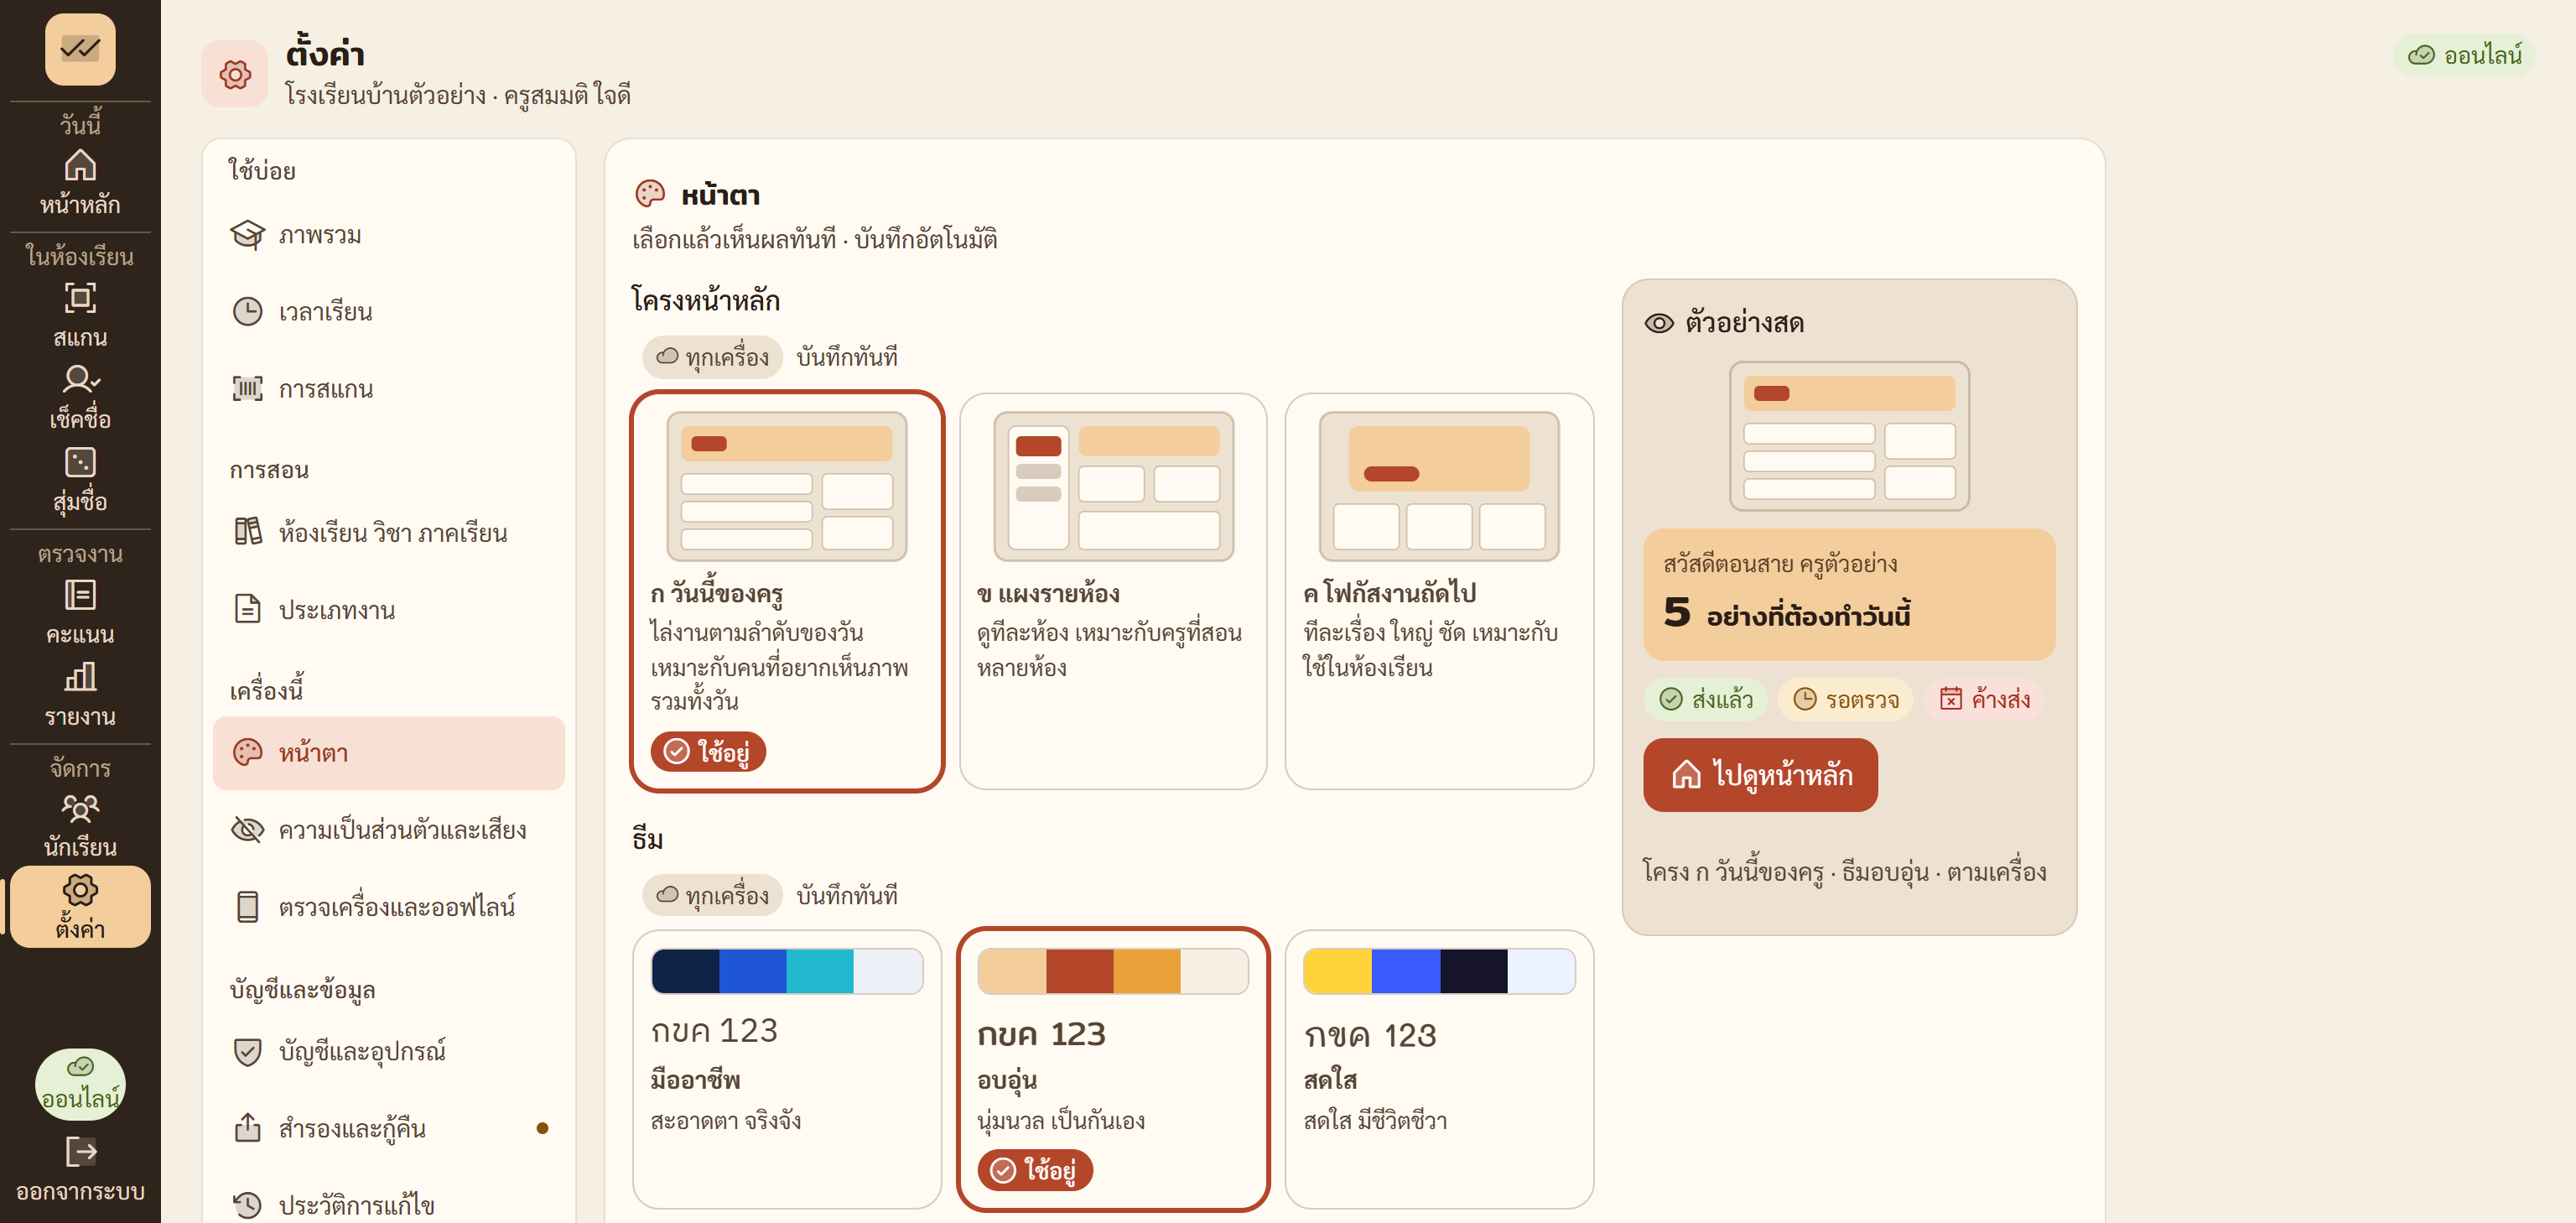 วันนี้
หน้าหลัก
ในห้องเรียน
สแกน
เช็คชื่อ
สุ่มชื่อ
ตรวจงาน
คะแนน
รายงาน
จัดการ
นักเรียน
ตั้งค่า
ออนไลน์
ออกจากระบบ
ตั้งค่า
โรงเรียนบ้านตัวอย่าง · ครูสมมติ ใจดี
ออนไลน์
ใช้บ่อย
ภาพรวม
เวลาเรียน
การสแกน
การสอน
ห้องเรียน วิชา ภาคเรียน
ประเภทงาน
เครื่องนี้
หน้าตา
ความเป็นส่วนตัวและเสียง
ตรวจเครื่องและออฟไลน์
บัญชีและข้อมูล
บัญชีและอุปกรณ์
สำรองและกู้คืน
ประวัติการแก้ไข
หน้าตา
เลือกแล้วเห็นผลทันที · บันทึกอัตโนมัติ
โครงหน้าหลัก
ทุกเครื่อง บันทึกทันที
ก วันนี้ของครู
ไล่งานตามลำดับของวัน
เหมาะกับคนที่อยากเห็นภาพ
รวมทั้งวัน
ใช้อยู่
ข แผงรายห้อง
ดูทีละห้อง เหมาะกับครูที่สอน
หลายห้อง
ค โฟกัสงานถัดไป
ทีละเรื่อง ใหญ่ ชัด เหมาะกับ
ใช้ในห้องเรียน
ธีม
ทุกเครื่อง บันทึกทันที
กขค 123
มืออาชีพ
สะอาดตา จริงจัง
กขค 123
อบอุ่น
นุ่มนวล เป็นกันเอง
ใช้อยู่
กขค 123
สดใส
สดใส มีชีวิตชีวา
ตัวอย่างสด
สวัสดีตอนสาย ครูตัวอย่าง
5 อย่างที่ต้องทำวันนี้
ส่งแล้ว รอตรวจ ค้างส่ง
ไปดูหน้าหลัก
โครง ก วันนี้ของครู · ธีมอบอุ่น · ตามเครื่อง